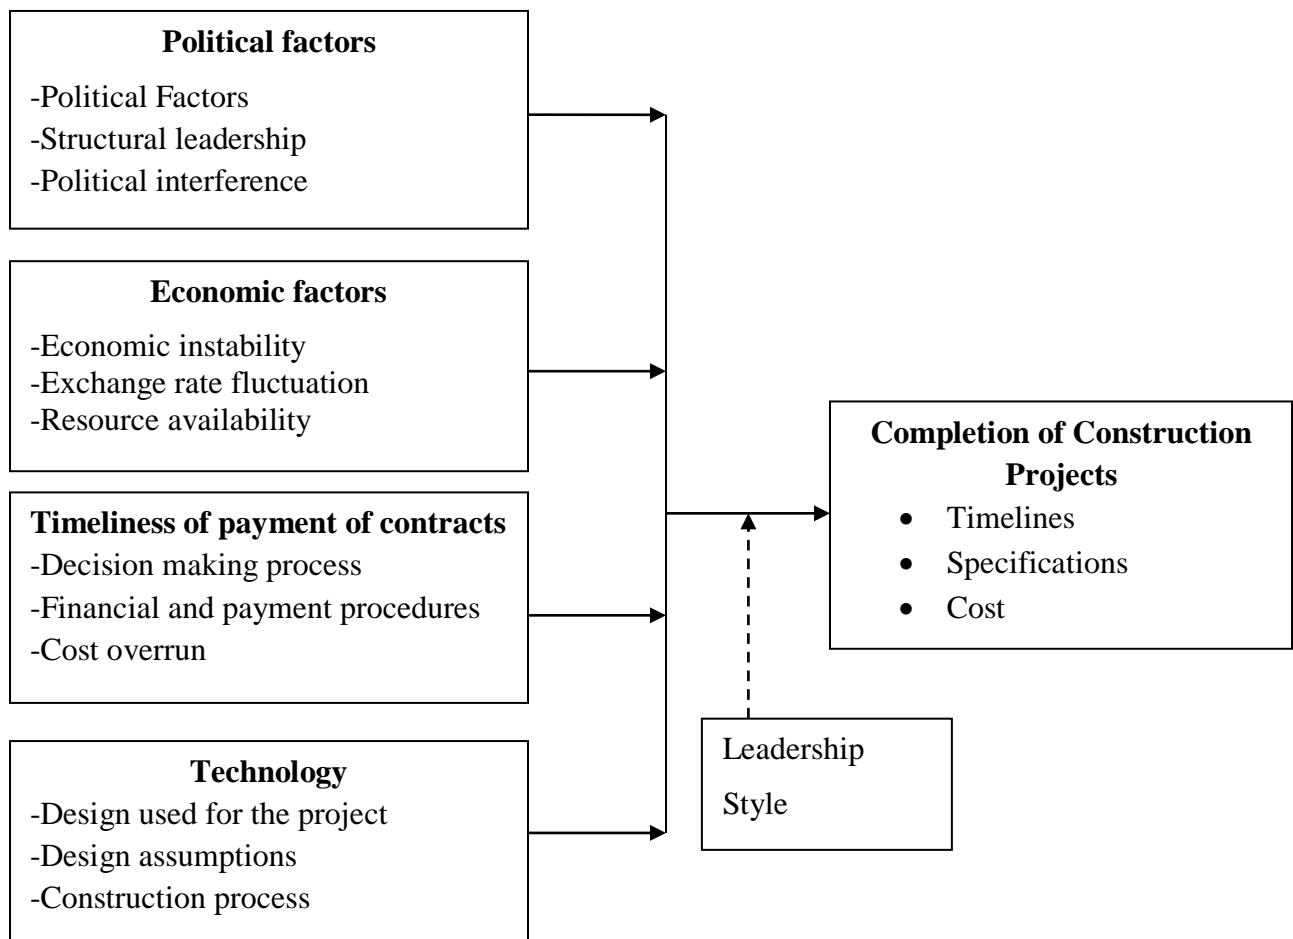 Political factors
-Political Factors
-Structural leadership
-Political interference
Economic factors
-Economic instability
-Exchange rate fluctuation
-Resource availability
Timeliness of payment of contracts
-Decision making process
-Financial and payment procedures
-Cost overrun
Technology
-Design used for the project
-Design assumptions
-Construction process
Completion of Construction
Projects
• Timelines
• Specifications
• Cost
Leadership
Style